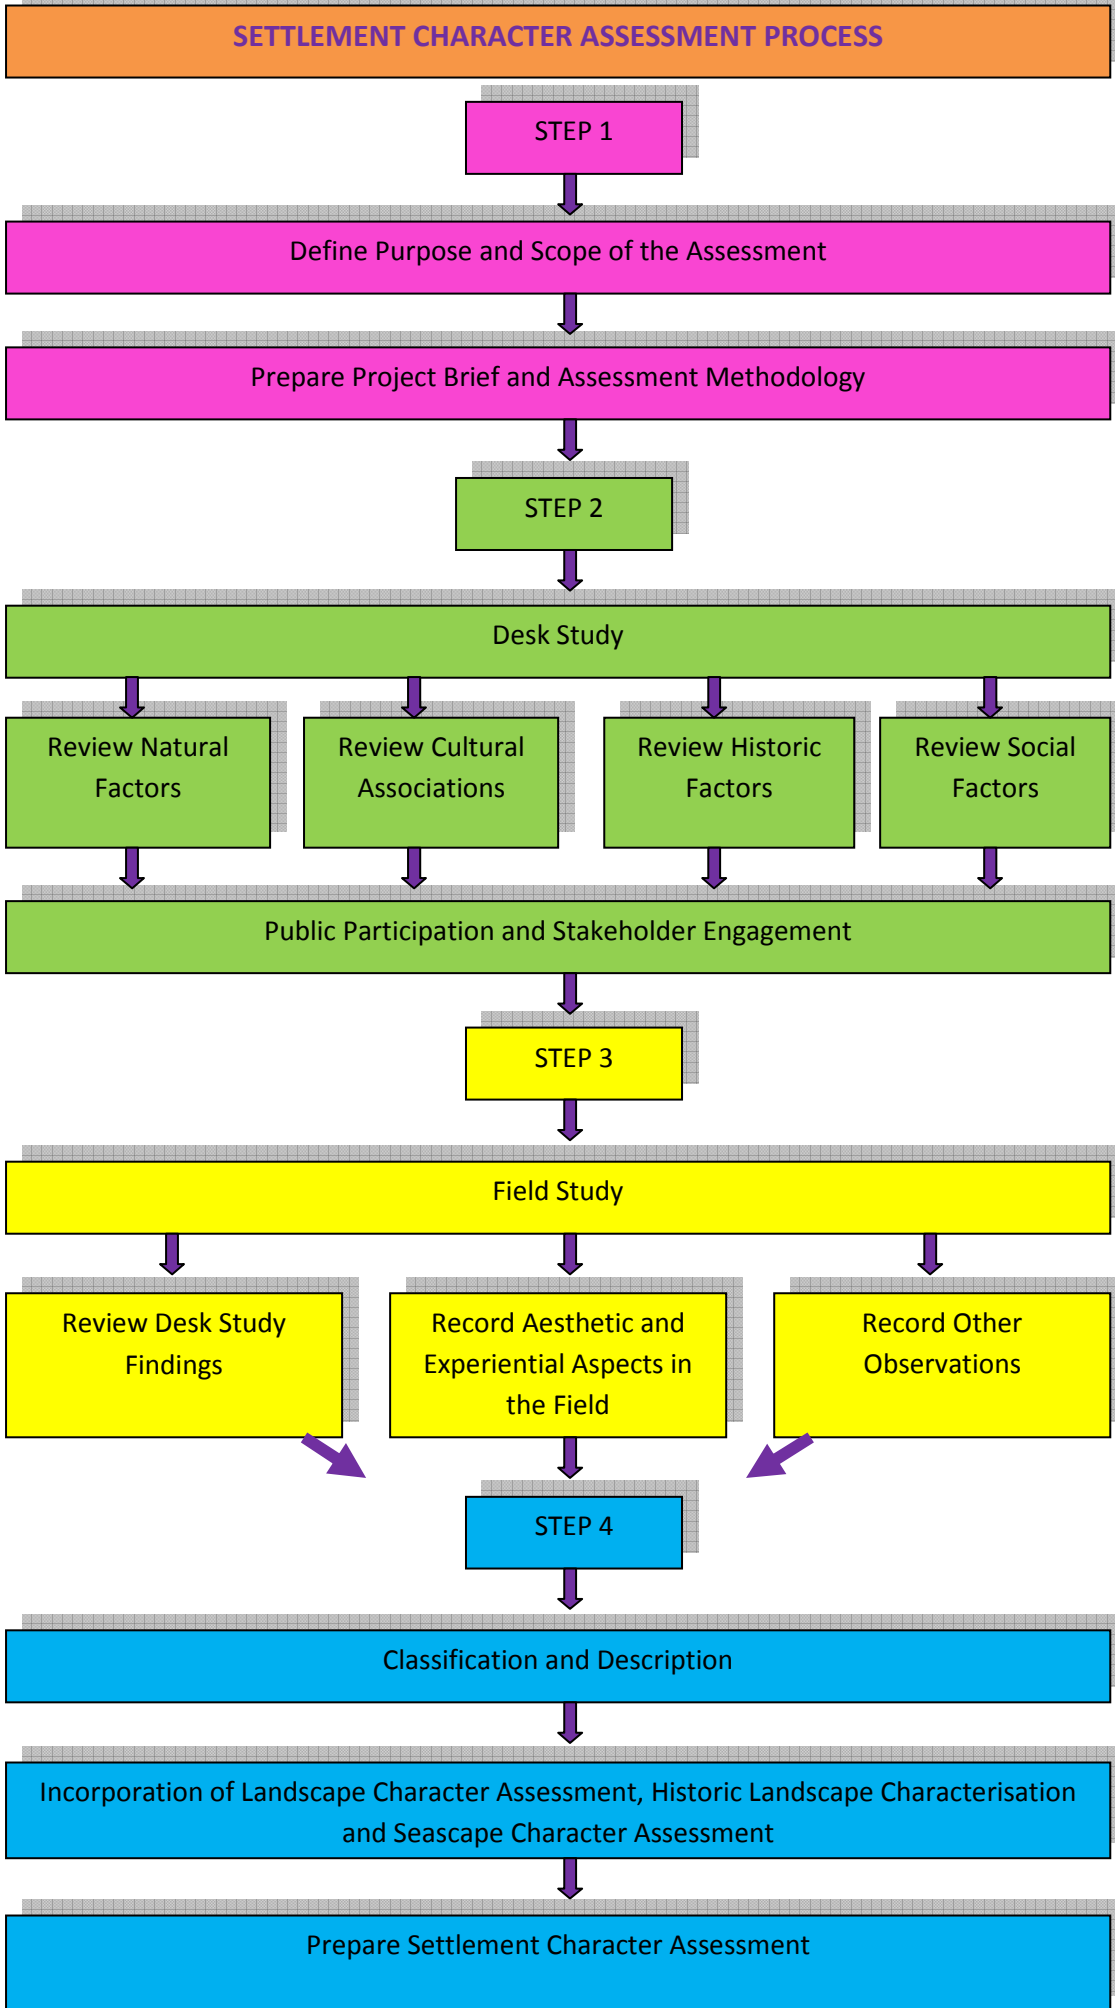 SETTLEMENT CHARACTER ASSESSMENT PROCESS
STEP 1
Define Purpose and Scope of the Assessment
Prepare Project Brief and Assessment Methodology
STEP 2
Desk Study
Review Natural
Factors
Review Cultural
Associations
Review Historic
Factors
Review Social
Factors
Public Participation and Stakeholder Engagement
STEP 3
Field Study
Review Desk Study
Findings
Record Aesthetic and
Experiential Aspects in
the Field
Record Other
Observations
STEP 4
Classification and Description
Incorporation of Landscape Character Assessment, Historic Landscape Characterisation
and Seascape Character Assessment
Prepare Settlement Character Assessment